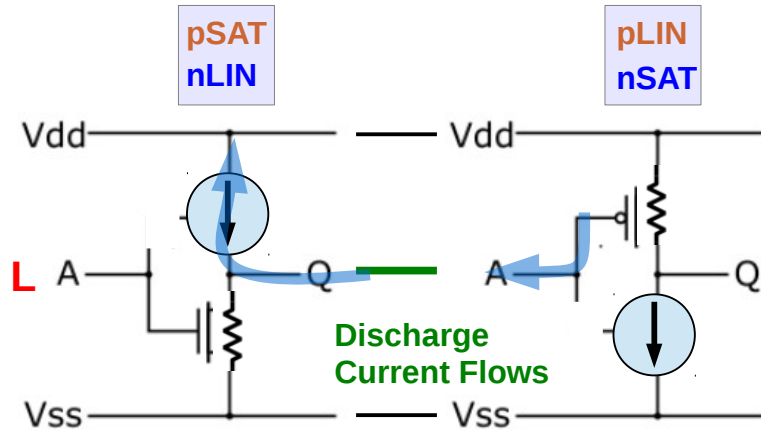 pSAT
nLIN
pLIN
nSAT
Vdd
Vdd
L A
Q
A
Q
Discharge
Current Flows
Vss
Vss